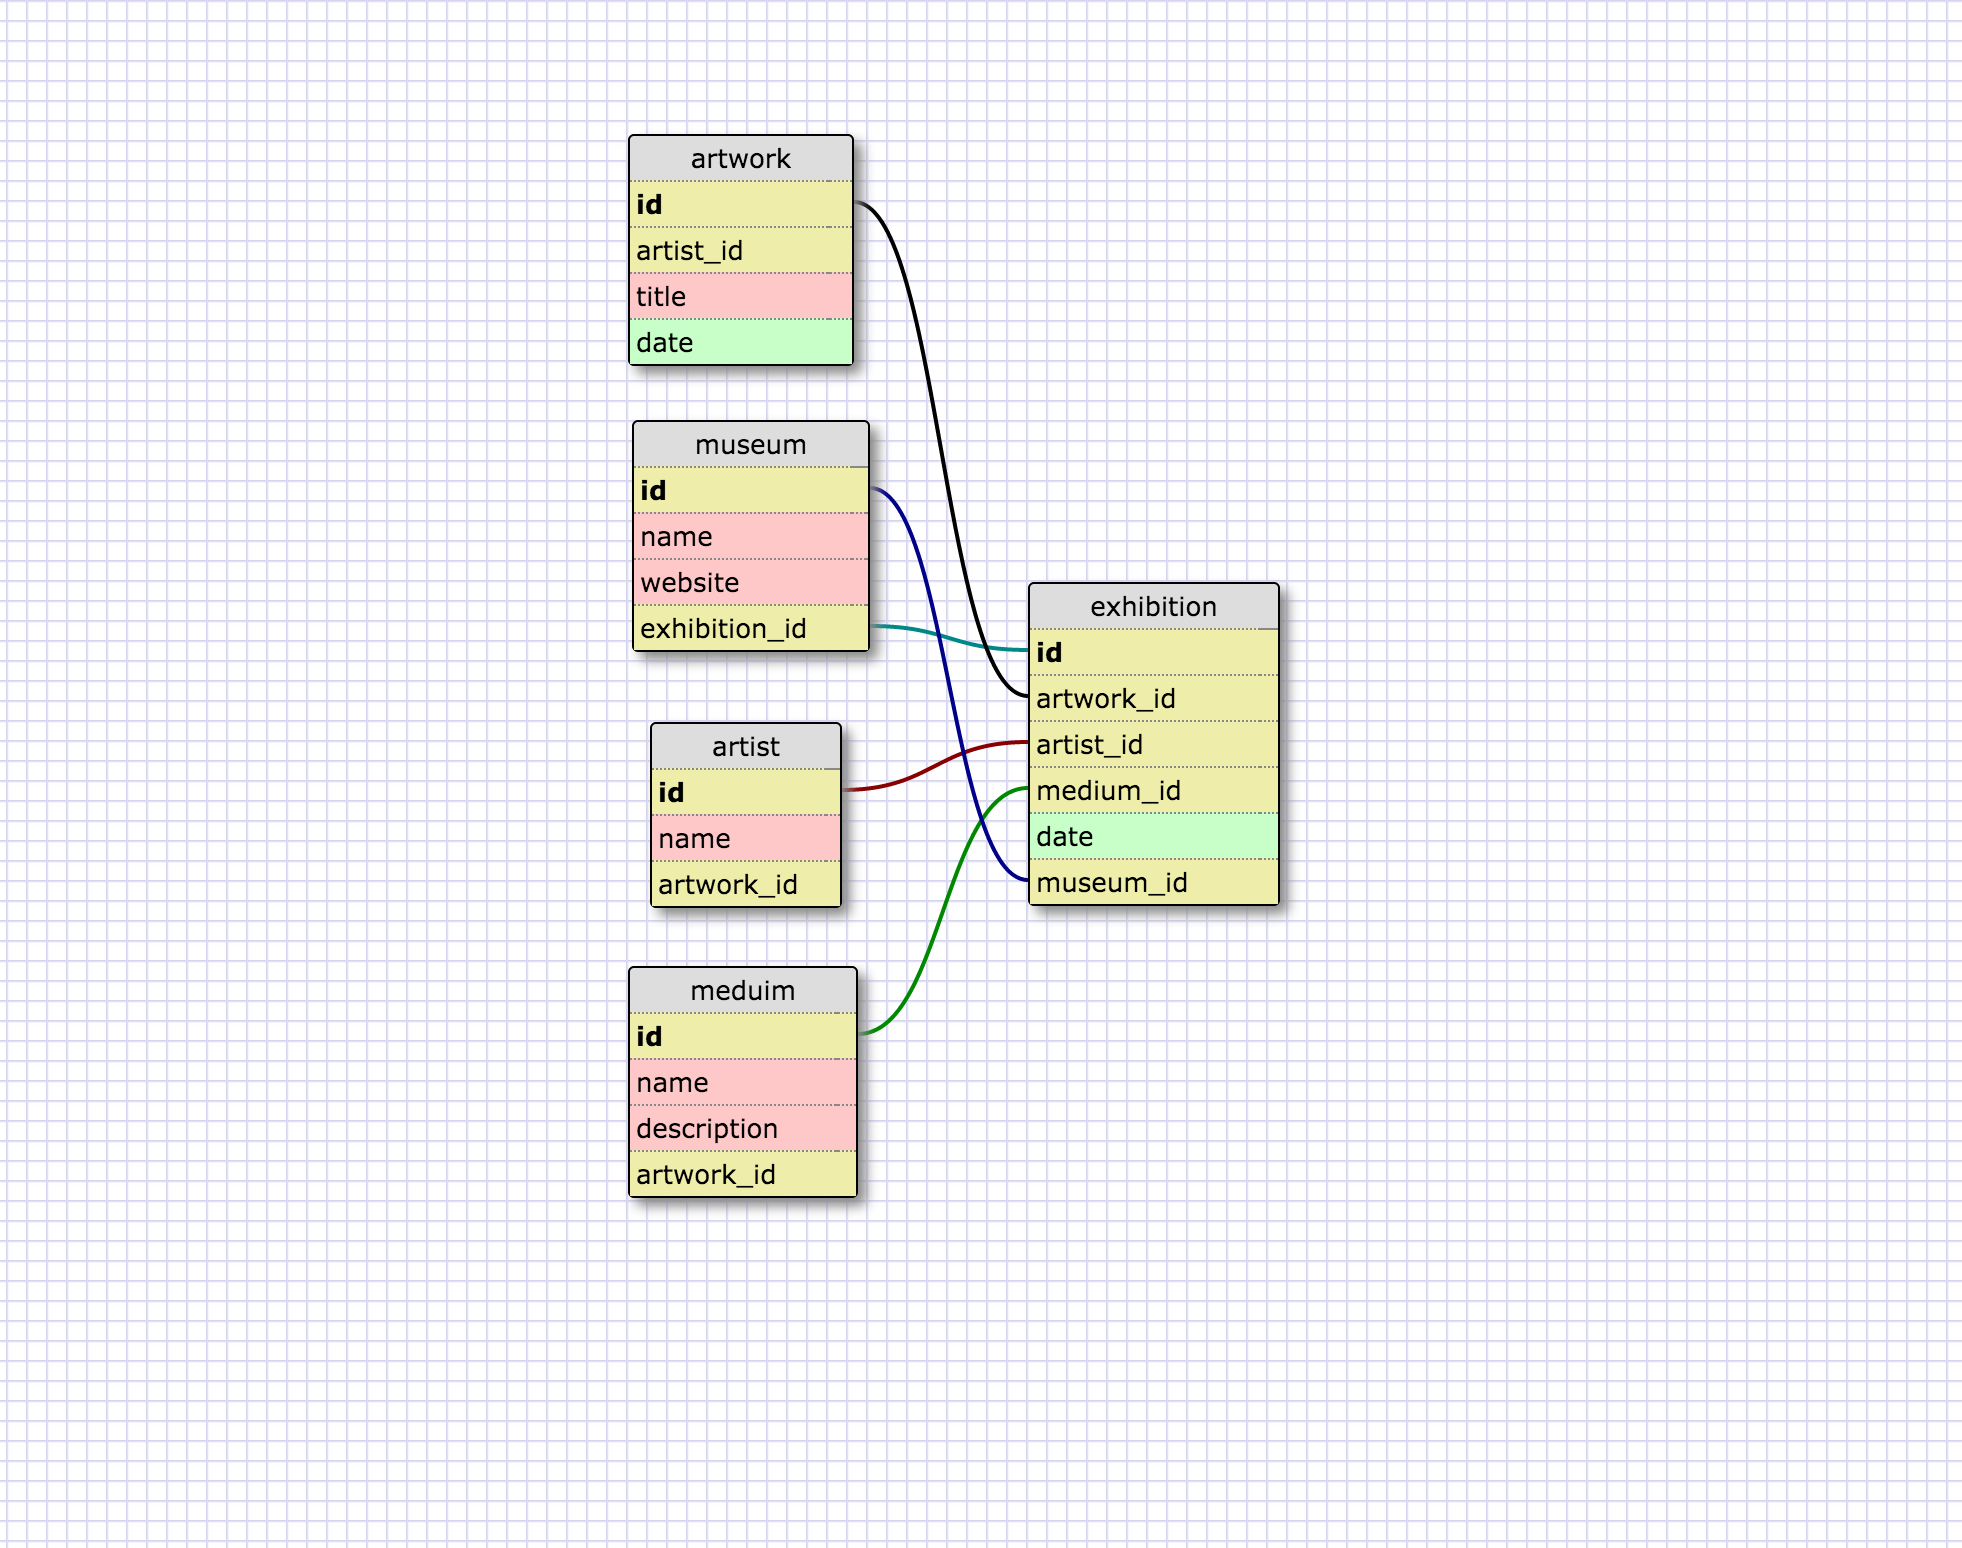 artwork
id
artist_id
title
date
museum
id
name
website
exhibition_id
artist
id
name
artwork_id
meduim
id
name
description
artwork_id
exhibition
id
artwork_id
artist_id
medium_id
date
museum_id